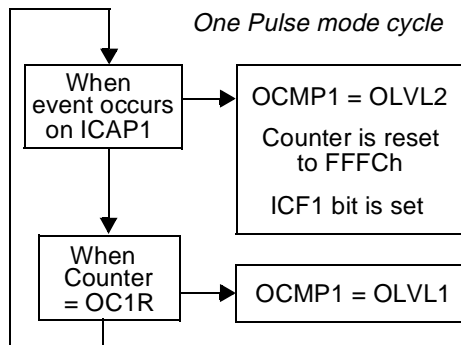 One Pulse mode cycle
When
event occurs
on ICAP1
OCMP1 = OLVL2
Counter is reset
to FFFCh
ICF1 bit is set
When
Counter
= OC1R
OCMP1 = OLVL1